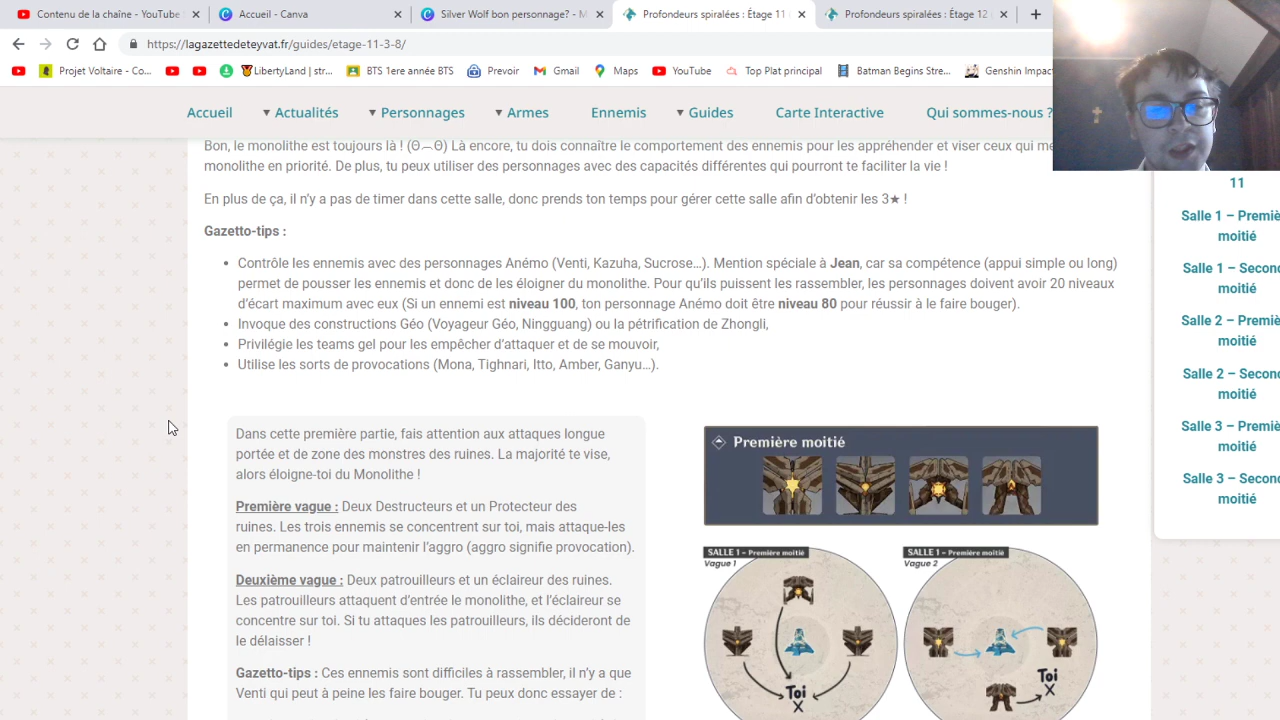 Contenu de la chaîne - YouTube
Accueil - Canva
Silver Wolf bon personnage? - M
Profondeurs spiralées : Étage 11
Profondeurs spiralées : Étage 12
https://lagazettedeteyvat.fr/guides/etage-11-3-8/
Projet Voltaire - Co...
LibertyLand | str...
BTS 1ere année BTS
Prevoir
Gmail
Maps
YouTube
Top Plat principal
Batman Begins Stre...
Genshin Impac
Accueil
Actualités
Personnages
Armes
Ennemis
Guides
Carte Interactive
Qui sommes-nous ?
Bon, le monolithe est toujours là ! (Θ︵Θ) Là encore, tu dois connaître le comportement des ennemis pour les appréhender et viser ceux qui me
monolithe en priorité. De plus, tu peux utiliser des personnages avec des capacités différentes qui pourront te faciliter la vie !
En plus de ça, il n’y a pas de timer dans cette salle, donc prends ton temps pour gérer cette salle afin d’obtenir les 3★ !
Gazetto-tips :
• Contrôle les ennemis avec des personnages Anémo (Venti, Kazuha, Sucrose…). Mention spéciale à Jean, car sa compétence (appui simple ou long)
permet de pousser les ennemis et donc de les éloigner du monolithe. Pour qu’ils puissent les rassembler, les personnages doivent avoir 20 niveaux
d’écart maximum avec eux (Si un ennemi est niveau 100, ton personnage Anémo doit être niveau 80 pour réussir à le faire bouger).
• Invoque des constructions Géo (Voyageur Géo, Ningguang) ou la pétrification de Zhongli,
• Privilégie les teams gel pour les empêcher d’attaquer et de se mouvoir,
• Utilise les sorts de provocations (Mona, Tighnari, Itto, Amber, Ganyu…).
Dans cette première partie, fais attention aux attaques longue
portée et de zone des monstres des ruines. La majorité te vise,
alors éloigne-toi du Monolithe !
Première vague : Deux Destructeurs et un Protecteur des
ruines. Les trois ennemis se concentrent sur toi, mais attaque-les
en permanence pour maintenir l’aggro (aggro signifie provocation).
Deuxième vague : Deux patrouilleurs et un éclaireur des ruines.
Les patrouilleurs attaquent d’entrée le monolithe, et l’éclaireur se
concentre sur toi. Si tu attaques les patrouilleurs, ils décideront de
le délaisser !
Gazetto-tips : Ces ennemis sont difficiles à rassembler, il n’y a que
Venti qui peut à peine les faire bouger. Tu peux donc essayer de :
Première moitié
SALLE 1 - Première moitié
Vague 1
Toi
X
SALLE 1 - Première moitié
Vague 2
Toi
X
11
Salle 1 – Premiè
moitié
Salle 1 – Second
moitié
Salle 2 – Premiè
moitié
Salle 2 – Second
moitié
Salle 3 – Premiè
moitié
Salle 3 – Second
moitié